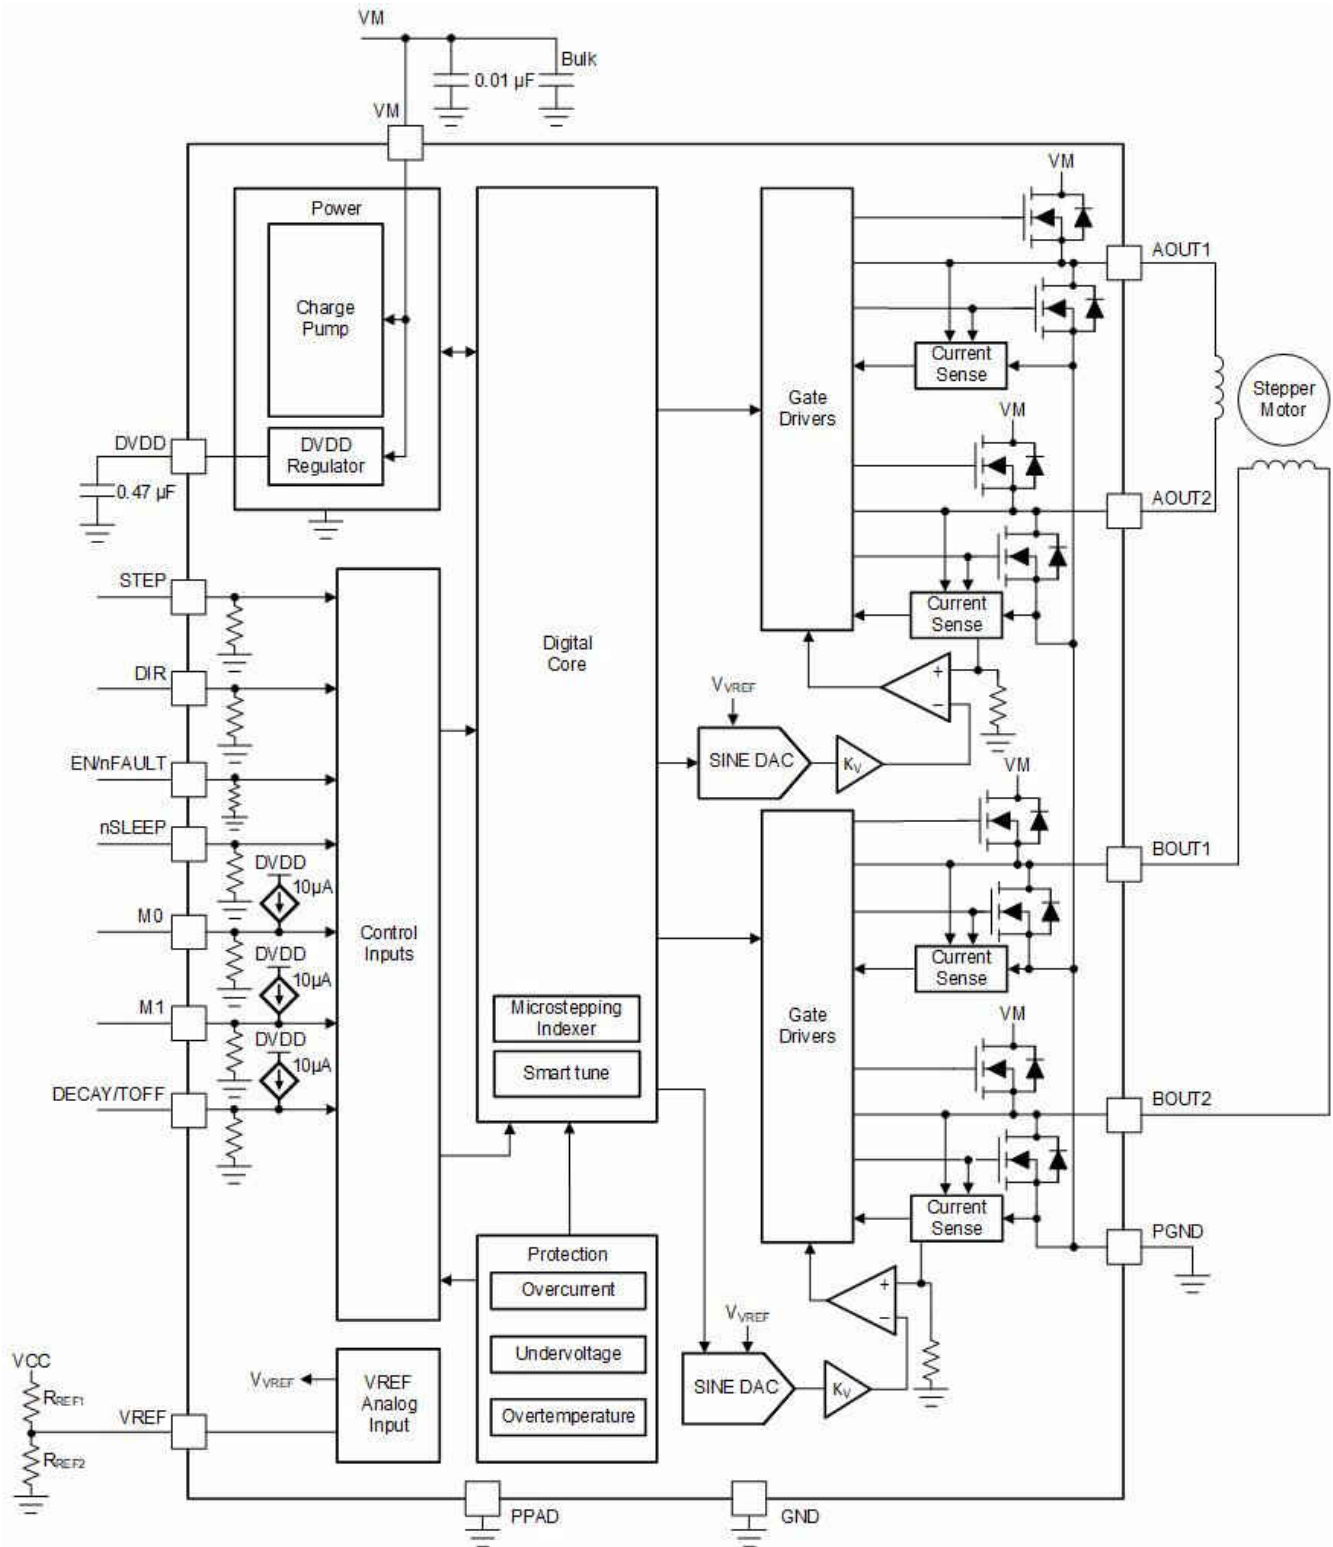 VM
Bulk
0.01 µF
VM
Power
Charge
Pump
DVDD
Regulator
DVDD
0.47 µF
STEP
DIR
EN/nFAULT
nSLEEP
DVDD
10µA
M0
DVDD
10µA
M1
DVDD
10µA
DECAY/TOFF
Control
Inputs
Digital
Core
Microstepping
Indexer
Smart tune
Protection
Overcurrent
Undervoltage
Overtemperature
VCC
RREF1
VREF
RREF2
VVREF
VREF
Analog
Input
PPAD
GND
Gate
Drivers
VM
AOUT1
Current
Sense
VM
AOUT2
Current
Sense
+
−
VVREF
SINE DAC
KV
Stepper
Motor
Gate
Drivers
VM
BOUT1
Current
Sense
VM
BOUT2
Current
Sense
PGND
+
−
VVREF
SINE DAC
KV